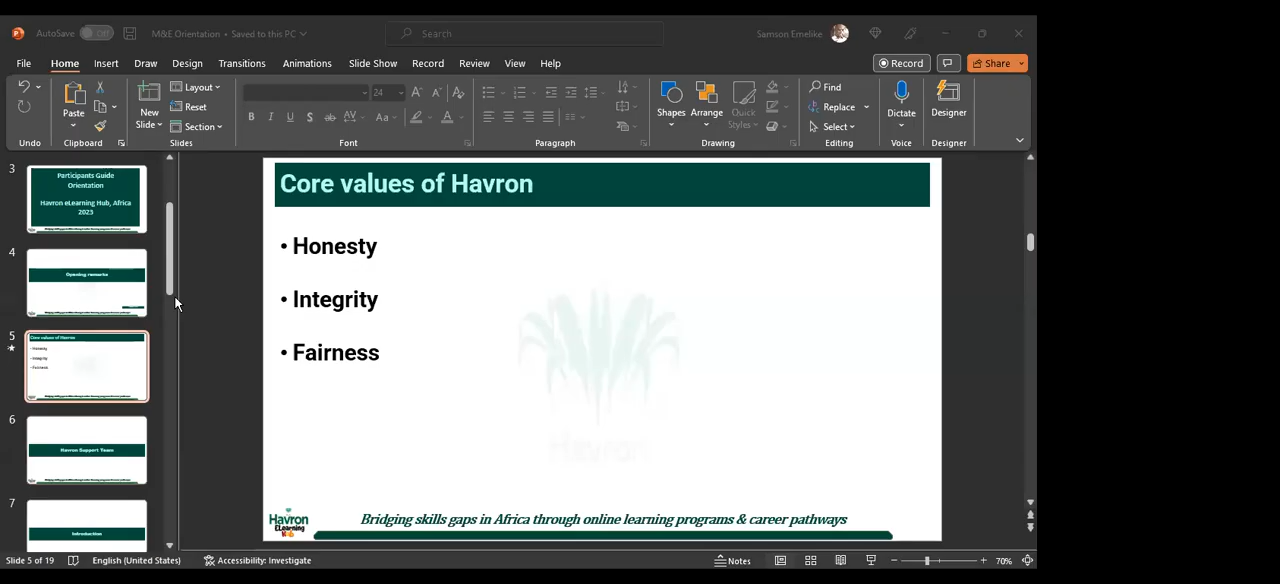 AutoSave Off M&E Orientation • Saved to this PC Search Samson Emelike
File Home Insert Draw Design Transitions Animations Slide Show Record Review View Help Record Share
Paste New Slide Layout Reset Section 24 Shapes Arrange Quick Styles Find Replace Select Dictate Designer
B I U S ab AV Aa A
Undo Clipboard Slides Font Paragraph Drawing Editing Voice Designer
3
Participants Guide
Orientation
Havron eLearning Hub, Africa
2023
4
Opening remarks
5
Core values of Havron
Honesty
Integrity
Fairness
6
Havron Support Team
7
Introduction
Core values of Havron
• Honesty
• Integrity
• Fairness
Havron
Havron
ELearning
Hub
Bridging skills gaps in Africa through online learning programs & career pathways
Slide 5 of 19 English (United States) Accessibility: Investigate Notes 70%